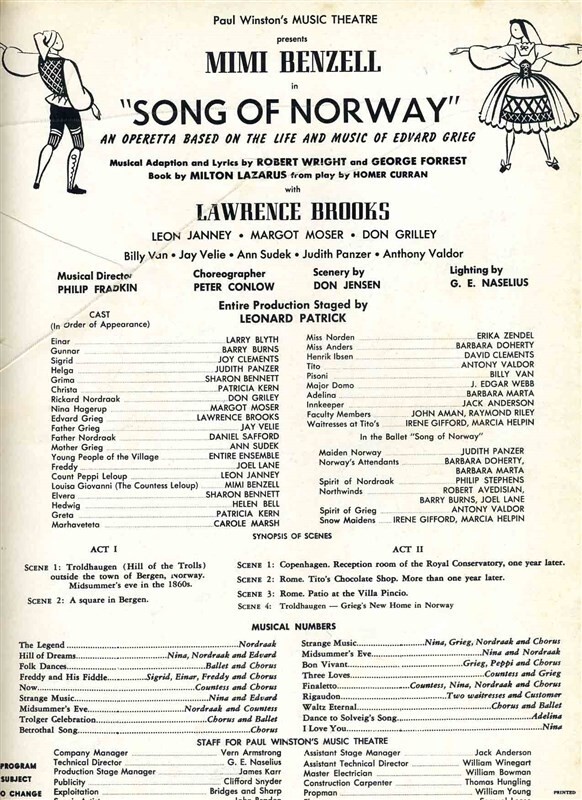 Paul Winston's MUSIC THEATRE
presents
MIMI BENZELL
in
"SONG OF NORWAY"
AN OPERETTA BASED ON THE LIFE AND MUSIC OF EDVARD GRIEG
Musical Adaption and Lyrics by ROBERT WRIGHT and GEORGE FORREST
Book by MILTON LAZARUS from play by HOMER CURRAN
with
LAWRENCE BROOKS
LEON JANNEY • MARGOT MOSER • DON GRILLEY
Billy Van • Jay Velie • Ann Sudek • Judith Panzer • Anthony Valdor
Musical Director
PHILIP FRADKIN
Choreographer
PETER CONLOW
Scenery by
DON JENSEN
Lighting by
G. E. NASELIUS
Entire Production Staged by
LEONARD PATRICK
CAST
(In Order of Appearance)
Einar LARRY BLYTH
Gunnar BARRY BURNS
Sigrid JOY CLEMENTS
Helga JUDITH PANZER
Grima SHARON BENNETT
Christa PATRICIA KERN
Rickard Nordraak DON GRILEY
Nina Hagerup MARGOT MOSER
Edvard Grieg LAWRENCE BROOKS
Father Grieg JAY VELIE
Father Nordraak DANIEL SAFFORD
Mother Grieg ANN SUDEK
Young People of the Village ENTIRE ENSEMBLE
Freddy JOEL LANE
Count Peppi Leloup LEON JANNEY
Louisa Giovanni (The Countess Leloup) MIMI BENZELL
Elvera SHARON BENNETT
Hedwig HELEN BELL
Greta PATRICIA KERN
Marhaveteta CAROLE MARSH
Miss Norden ERIKA ZENDEL
Miss Anders BARBARA DOHERTY
Henrik Ibsen DAVID CLEMENTS
Tito ANTONY VALDOR
Pisoni BILLY VAN
Major Domo J. EDGAR WEBB
Adelina BARBARA MARTA
Innkeeper JACK ANDERSON
Faculty Members JOHN AMAN, RAYMOND RILEY
Waitresses at Tito's IRENE GIFFORD, MARCIA HELPIN
In the Ballet "Song of Norway"
Maiden Norway JUDITH PANZER
Norway's Attendants BARBARA DOHERTY,
BARBARA MARTA
Spirit of Nordraak PHILIP STEPHENS
Northwinds ROBERT AVEDISIAN,
BARRY BURNS, JOEL LANE
Spirit of Grieg ANTONY VALDOR
Snow Maidens IRENE GIFFORD, MARCIA HELPIN
SYNOPSIS OF SCENES
ACT I
SCENE 1: Troldhaugen (Hill of the Trolls)
outside the town of Bergen, Norway.
Midsummer's eve in the 1860s.
SCENE 2: A square in Bergen.
ACT II
SCENE 1: Copenhagen. Reception room of the Royal Conservatory, one year later.
SCENE 2: Rome. Tito's Chocolate Shop. More than one year later.
SCENE 3: Rome. Patio at the Villa Pincio.
SCENE 4: Troldhaugen — Grieg's New Home in Norway
MUSICAL NUMBERS
The Legend Nordraak
Hill of Dreams Nina, Nordraak and Edvard
Folk Dances Ballet and Chorus
Freddy and His Fiddle Sigrid, Einar, Freddy and Chorus
Now Countess and Chorus
Strange Music Nina and Edvard
Midsummer's Eve Nordraak and Countess
Trolger Celebration Chorus and Ballet
Betrothal Song Chorus
Strange Music Nina, Grieg, Nordraak and Chorus
Midsummer's Eve Nina and Nordraak
Bon Vivant Grieg, Peppi and Chorus
Three Loves Countess and Grieg
Finaletto Countess, Nina, Nordraak and Chorus
Rigaudon Two waitresses and Customer
Waltz Eternal Chorus and Ballet
Dance to Solveig's Song Adelina
I Love You Nina
STAFF FOR PAUL WINSTON'S MUSIC THEATRE
Company Manager Vern Armstrong
Technical Director G. E. Naselius
Production Stage Manager James Karr
Publicity Clifford Snyder
Exploitation Bridges and Sharp
Assistant Stage Manager Jack Anderson
Assistant Technical Director William Winegart
Master Electrician William Bowman
Construction Carpenter Thomas Hungling
Propman William Young
PROGRAM
SUBJECT
O CHANGE
PRINTED